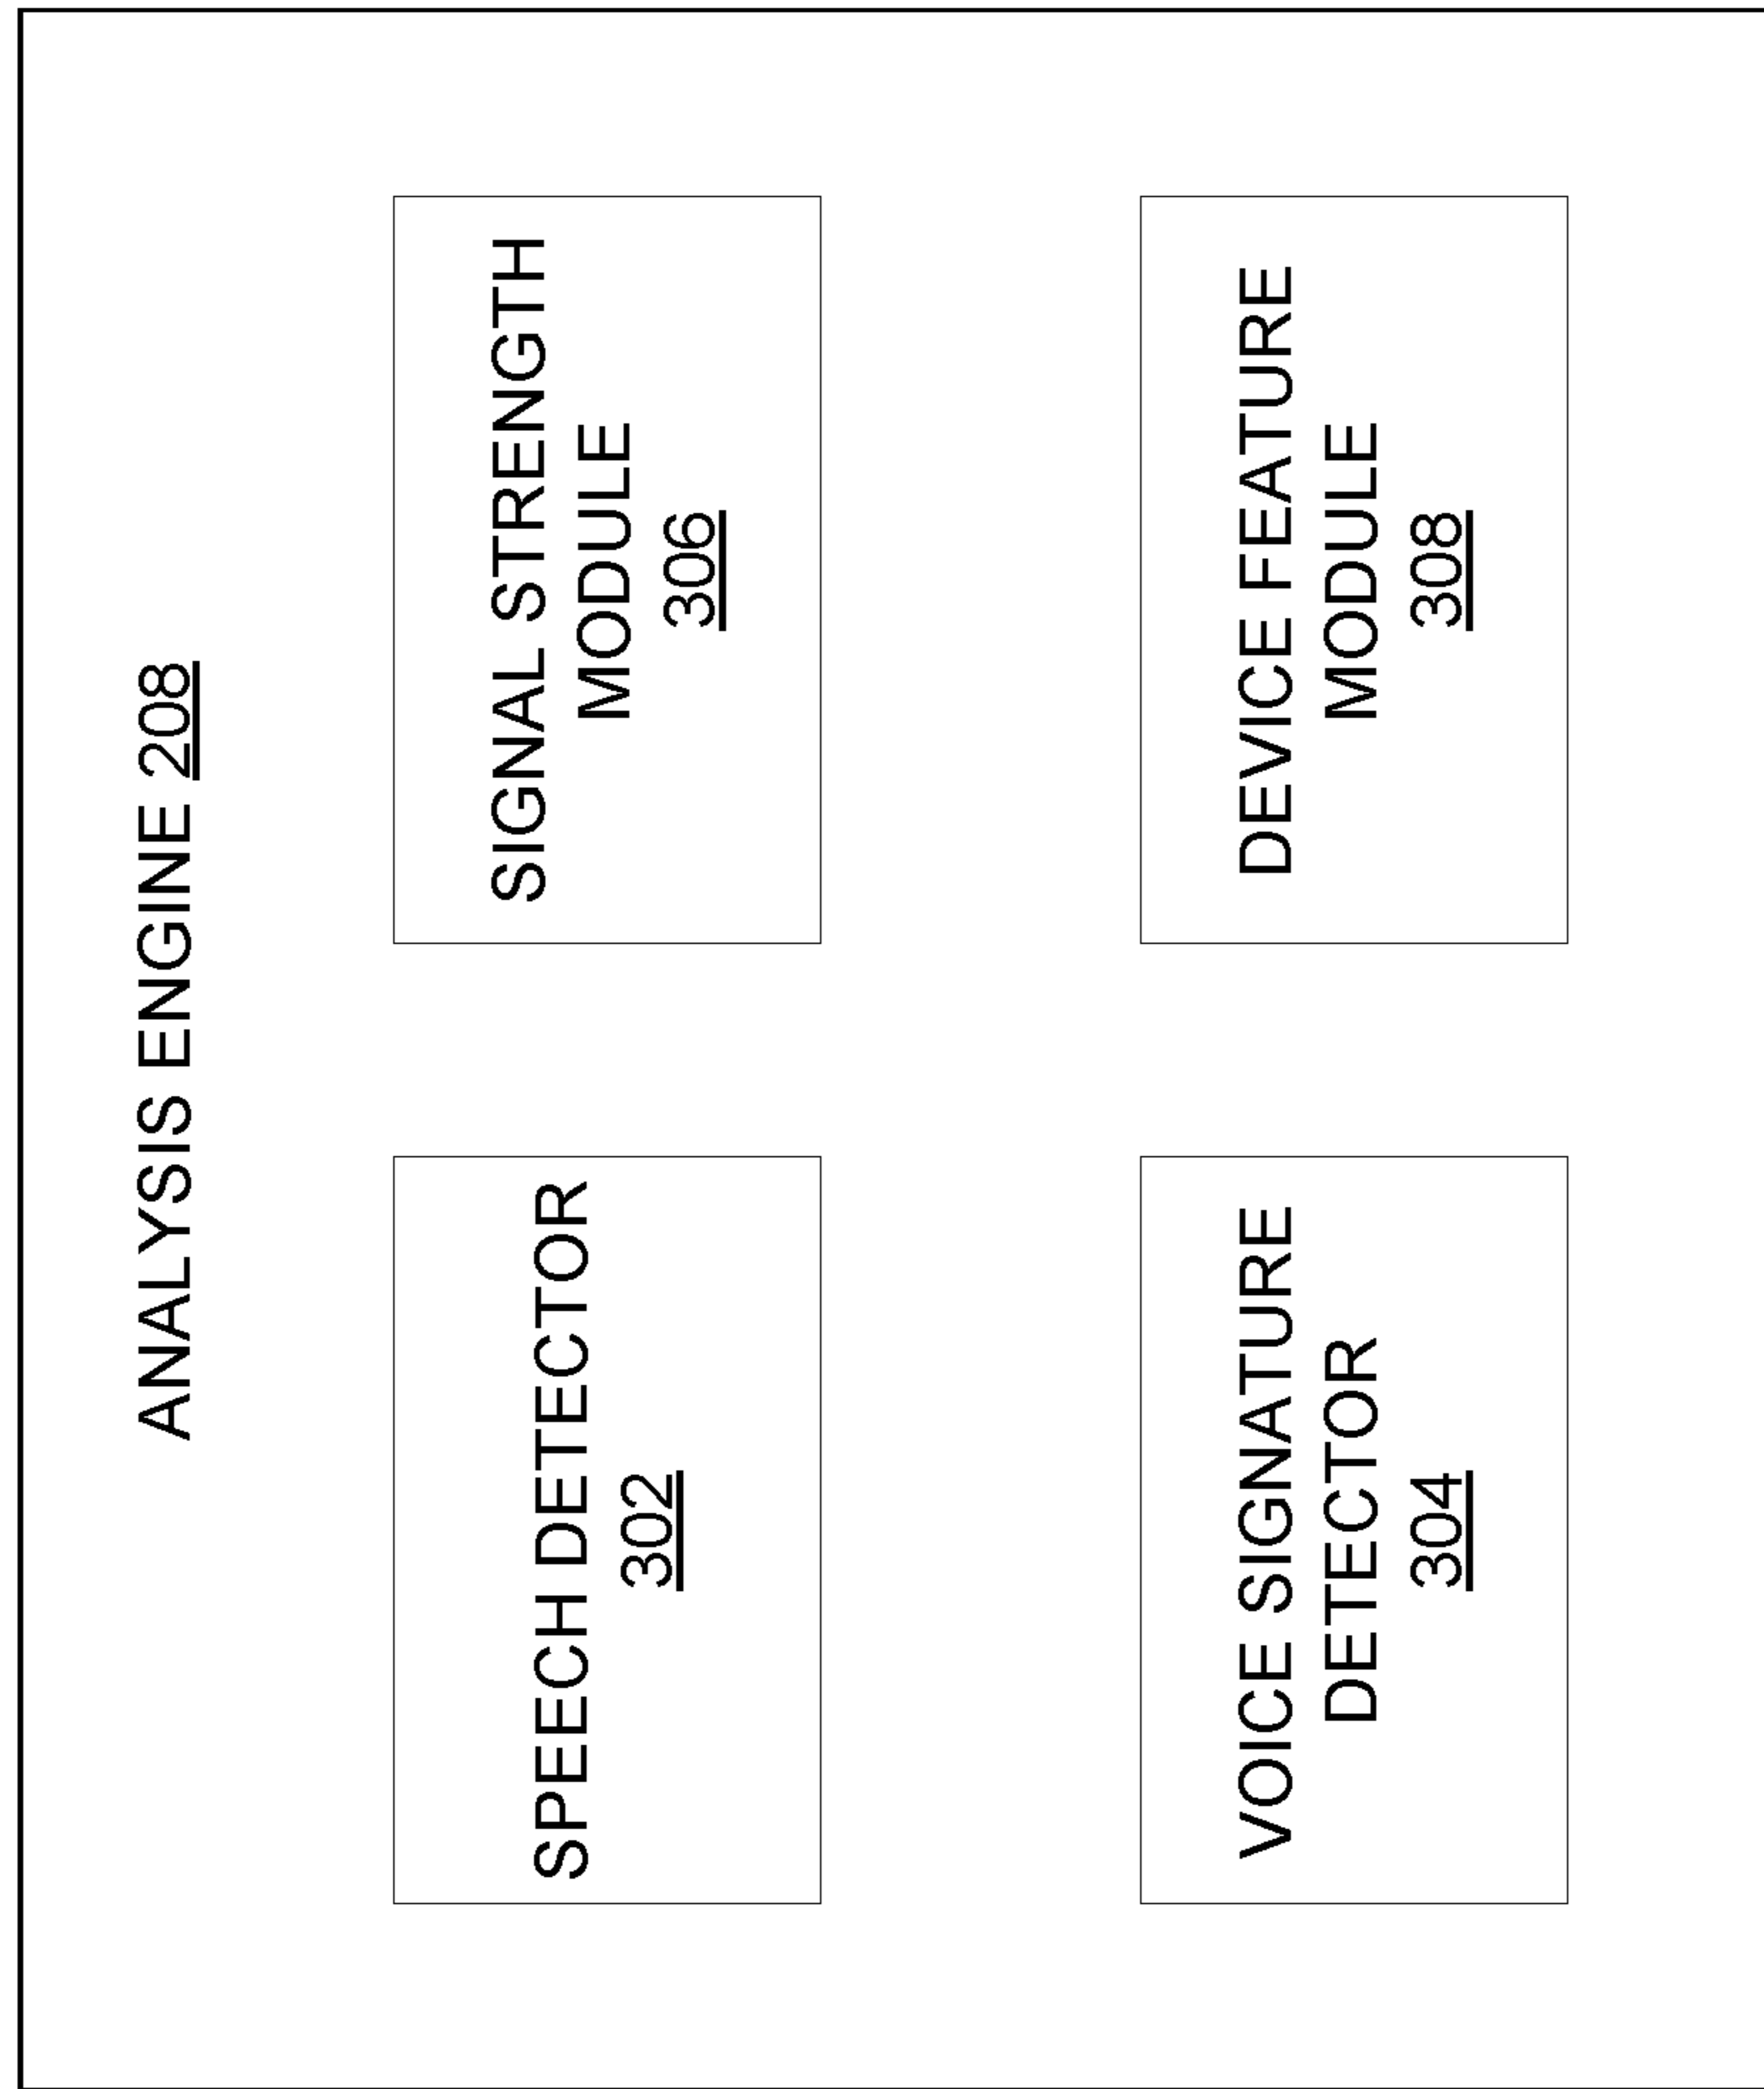 ANALYSIS ENGINE 208
SPEECH DETECTOR
302
SIGNAL STRENGTH
MODULE
306
VOICE SIGNATURE
DETECTOR
304
DEVICE FEATURE
MODULE
308